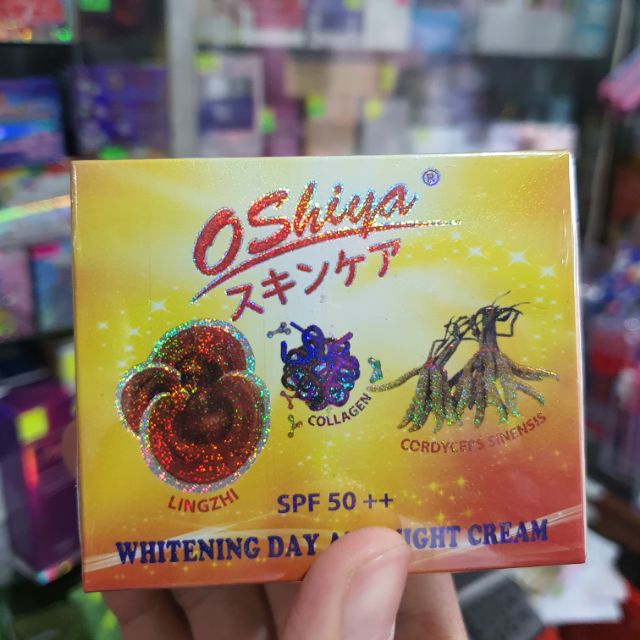 OShiya ®
スキンケア
COLLAGEN
CORDYCEPS SINENSIS
LINGZHI
SPF 50 ++
WHITENING DAY CREAM